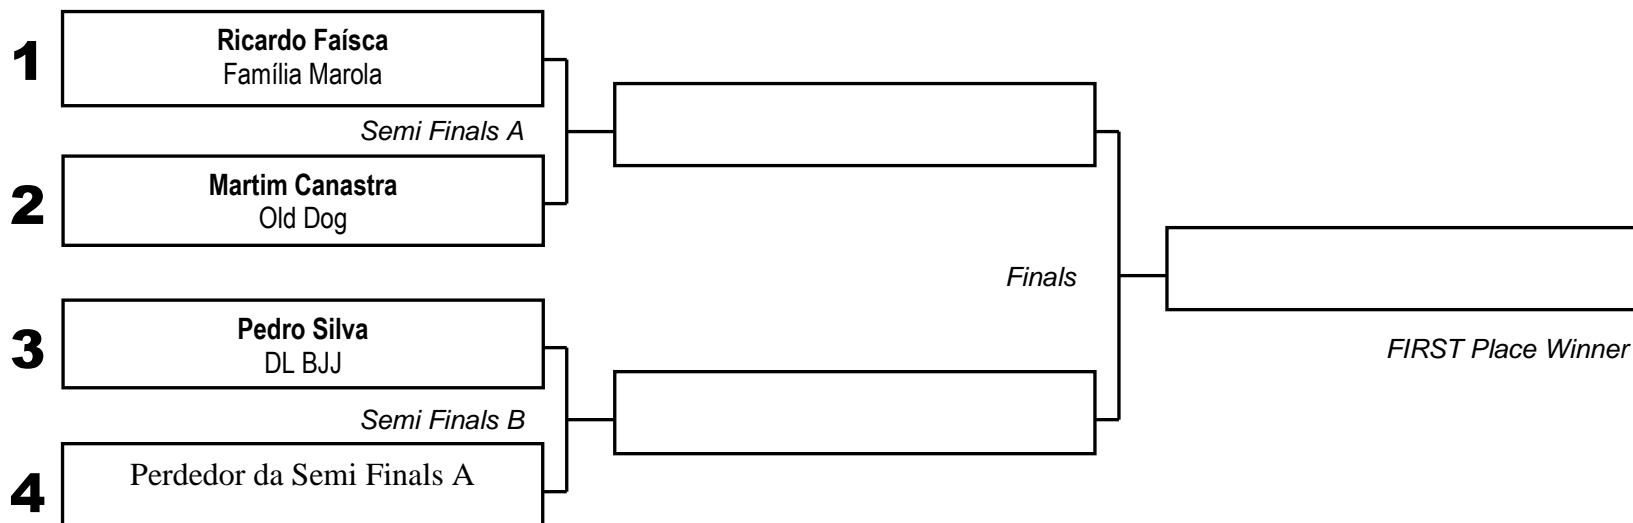 1
Ricardo Faísca
Família Marola
Semi Finals A
2
Martim Canastra
Old Dog
Finals
3
Pedro Silva
DL BJJ
FIRST Place Winner
Semi Finals B
4
Perdedor da Semi Finals A